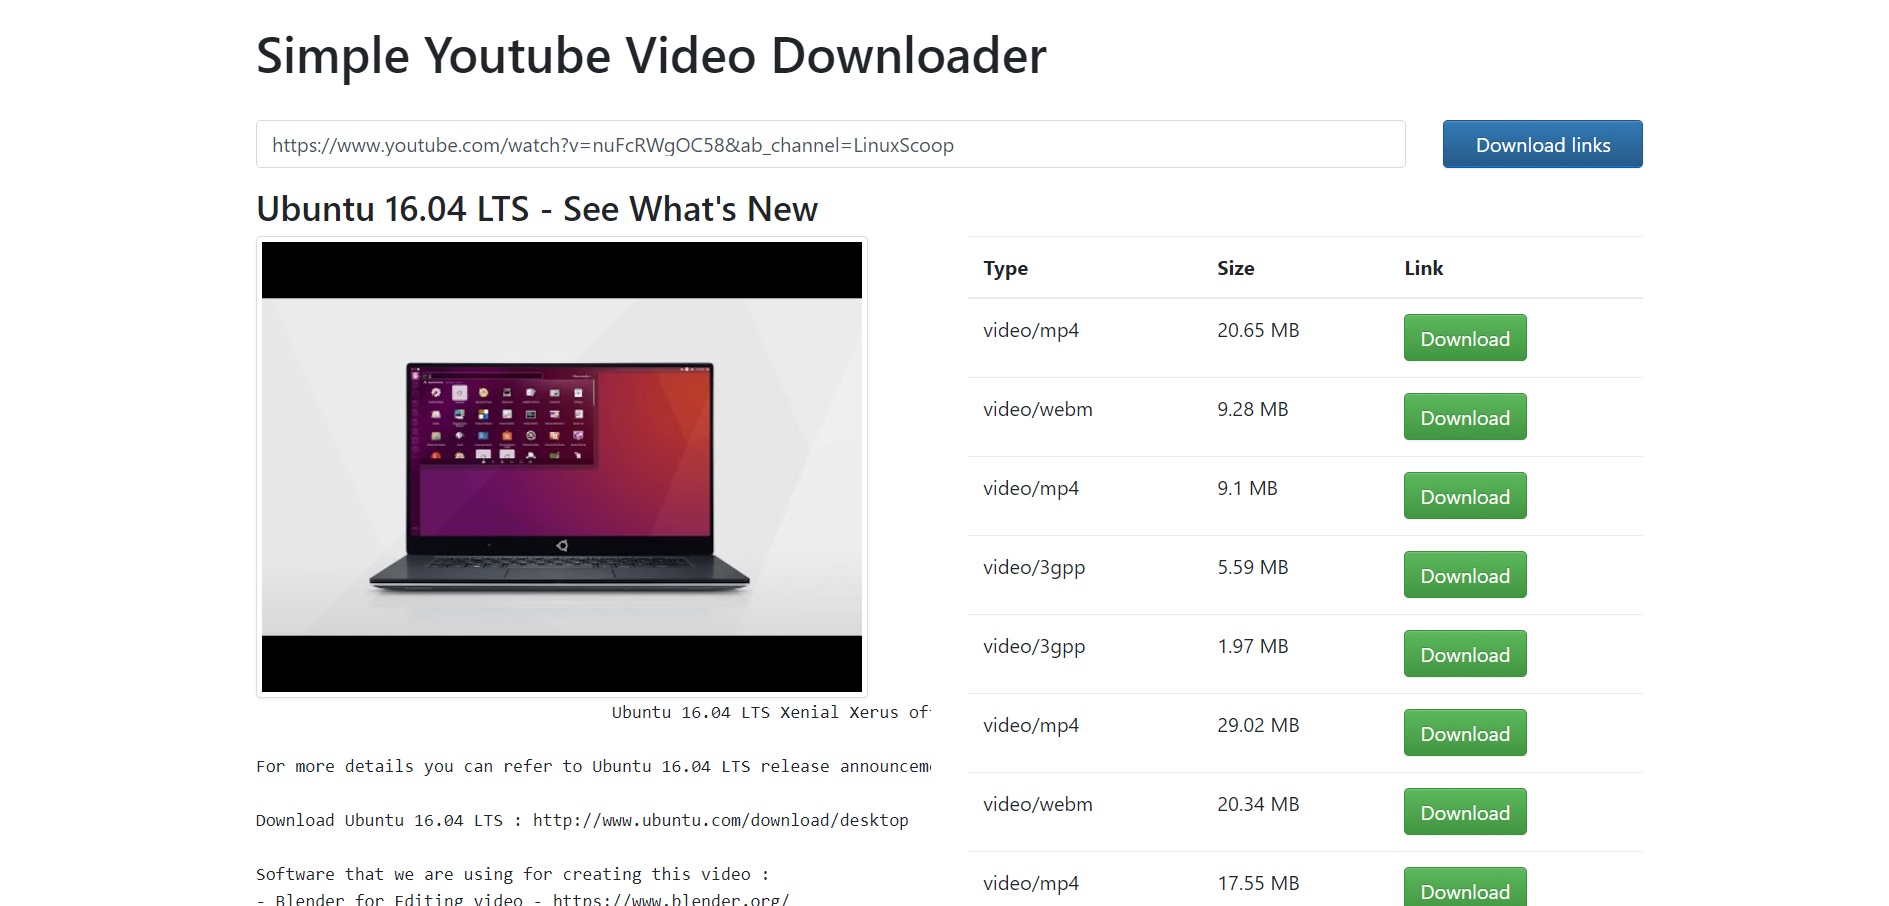 Simple Youtube Video Downloader
https://www.youtube.com/watch?v=nuFcRWgOC58&ab_channel=LinuxScoop
Download links
Ubuntu 16.04 LTS - See What's New
Type Size Link
video/mp4 20.65 MB Download
video/webm 9.28 MB Download
video/mp4 9.1 MB Download
video/3gpp 5.59 MB Download
video/3gpp 1.97 MB Download
video/mp4 29.02 MB Download
video/webm 20.34 MB Download
video/mp4 17.55 MB Download
Ubuntu 16.04 LTS Xenial Xerus of
For more details you can refer to Ubuntu 16.04 LTS release announcem
Download Ubuntu 16.04 LTS : http://www.ubuntu.com/download/desktop
Software that we are using for creating this video :
- Blender for Editing video - https://www.blender.org/